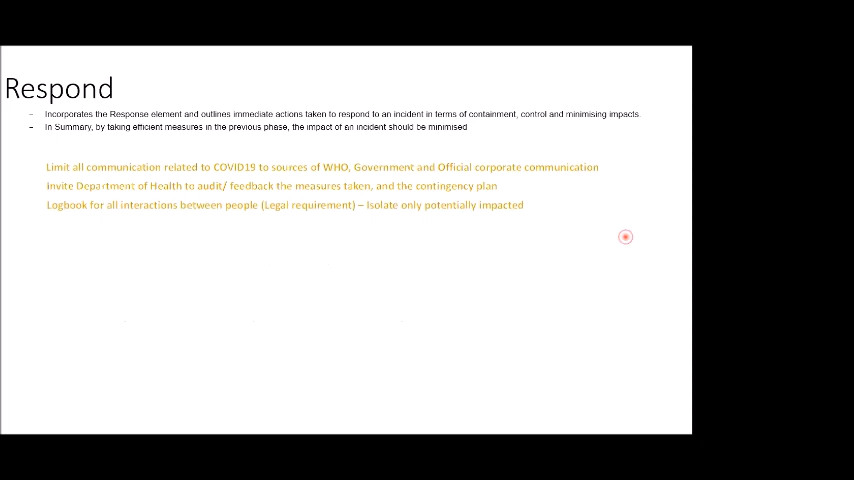 Respond
– Incorporates the Response element and outlines immediate actions taken to respond to an incident in terms of containment, control and minimising impacts.
– In Summary, by taking efficient measures in the previous phase, the impact of an incident should be minimised
Limit all communication related to COVID19 to sources of WHO, Government and Official corporate communication
Invite Department of Health to audit/ feedback the measures taken, and the contingency plan
Logbook for all interactions between people (Legal requirement) – Isolate only potentially impacted